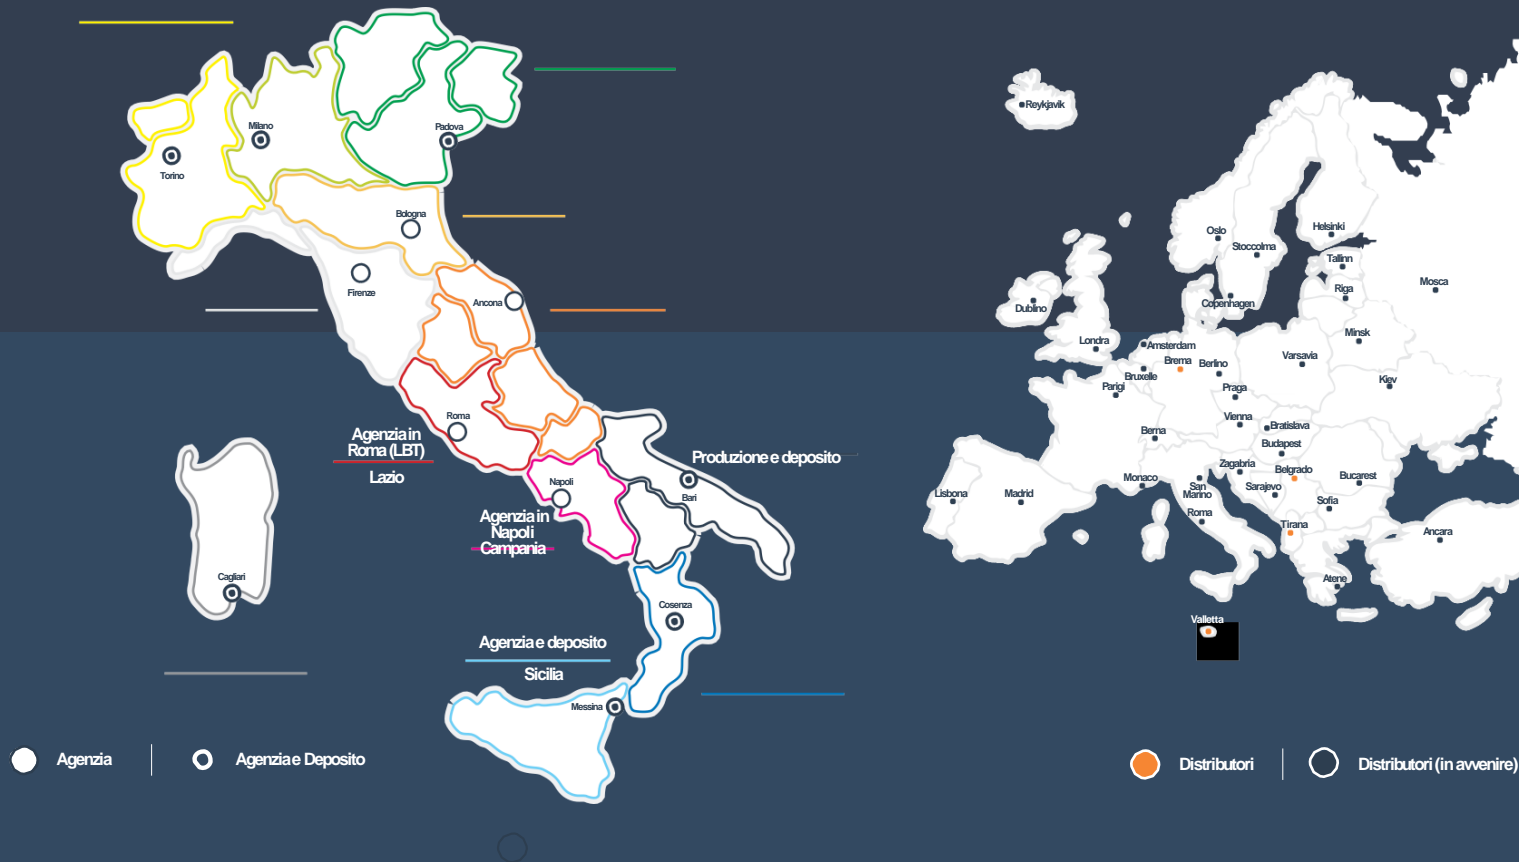 Milano
Padova
Torino
Bologna
Firenze
Ancona
Roma
Agenzia in
Roma (LBT)
Lazio
Produzione e deposito
Napoli
Bari
Agenzia in
Napoli
Campania
Cagliari
Cosenza
Agenzia e deposito
Sicilia
Messina
Agenzia
Agenzia e Deposito
Reykjavik
Oslo
Helsinki
Stoccolma
Tallinn
Mosca
Riga
Copenhagen
Dublino
Minsk
Londra
Amsterdam
Varsavia
Brema
Berlino
Bruxelle
Kiev
Parigi
Praga
Vienna
Bratislava
Berna
Budapest
Zagabria
Belgrado
Monaco
Bucarest
San
Marino
Sarajevo
Lisbona
Madrid
Sofia
Roma
Tirana
Ancara
Atene
Valletta
Distributori
Distributori (in avvenire)